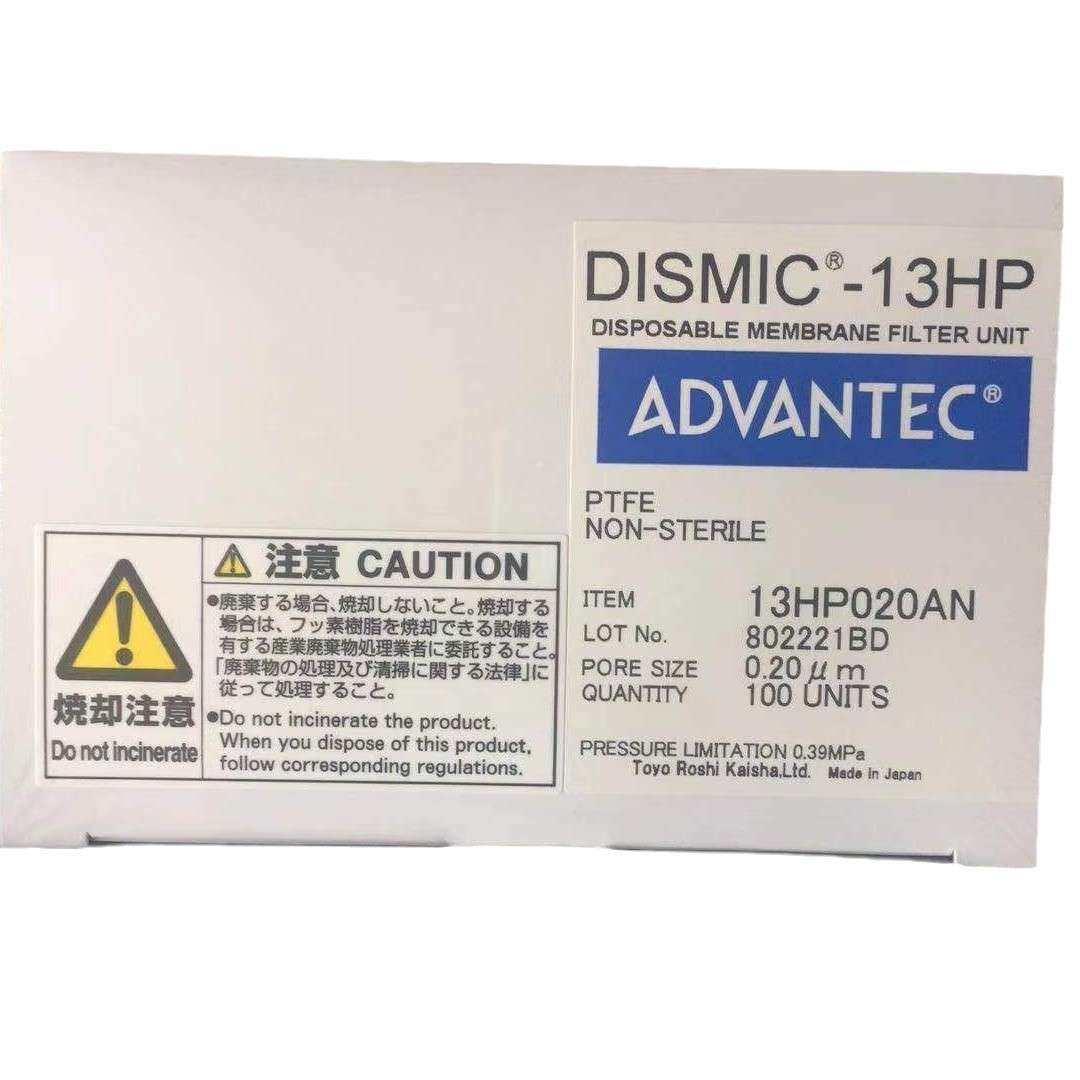 DISMIC®-13HP
DISPOSABLE MEMBRANE FILTER UNIT
ADVANTEC®
PTFE
NON-STERILE
ITEM 13HP020AN
LOT No. 802221BD
PORE SIZE 0.20μm
QUANTITY 100 UNITS
PRESSURE LIMITATION 0.39MPa
Toyo Roshi Kaisha,Ltd. Made in Japan
焼却注意
Do not incinerate
注意 CAUTION
●廃棄する場合、焼却しないこと。焼却する
場合は、フッ素樹脂を焼却できる設備を
有する産業廃棄物処理業者に委託すること。
「廃棄物の処理及び清掃に関する法律」に
従って処理すること。
●Do not incinerate the product.
When you dispose of this product,
follow corresponding regulations.